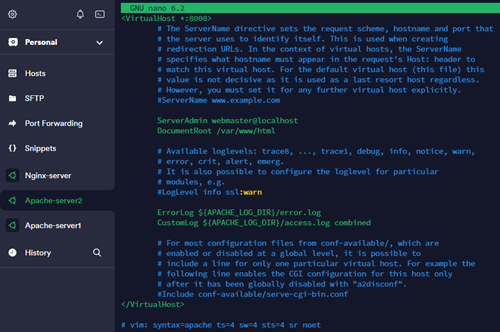 GNU nano 6.2
Personal
Hosts
SFTP
Port Forwarding
Snippets
Nginx-server
Apache-server2
Apache-server1
History
<VirtualHost *:8000>
# The ServerName directive sets the request scheme, hostname and port that
# the server uses to identify itself. This is used when creating
# redirection URLs. In the context of virtual hosts, the ServerName
# specifies what hostname must appear in the request's Host: header to
# match this virtual host. For the default virtual host (this file) this
# value is not decisive as it is used as a last resort host regardless.
# However, you must set it for any further virtual host explicitly.
#ServerName www.example.com
ServerAdmin webmaster@localhost
DocumentRoot /var/www/html
# Available loglevels: trace8, ..., trace1, debug, info, notice, warn,
# error, crit, alert, emerg.
# It is also possible to configure the loglevel for particular
# modules, e.g.
#LogLevel info ssl:warn
ErrorLog ${APACHE_LOG_DIR}/error.log
CustomLog ${APACHE_LOG_DIR}/access.log combined
# For most configuration files from conf-available/, which are
# enabled or disabled at a global level, it is possible to
# include a line for only one particular virtual host. For example the
# following line enables the CGI configuration for this host only
# after it has been globally disabled with "a2disconf".
#Include conf-available/serve-cgi-bin.conf
</VirtualHost>
# vim: syntax=apache ts=4 sw=4 sts=4 sr noet